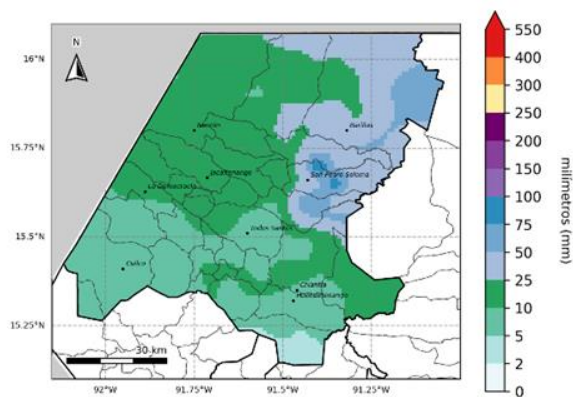 N
16°N
15.75°N
15.5°N
15.25°N
92°W
91.75°W
91.5°W
91.25°W
Barillas
San Pedro Soloma
Jacaltenango
La Democracia
Todos Santos
Cuilco
Chiantla
Huehuetenango
30 km
550
400
300
250
200
150
100
75
50
25
10
5
2
0
milímetros (mm)